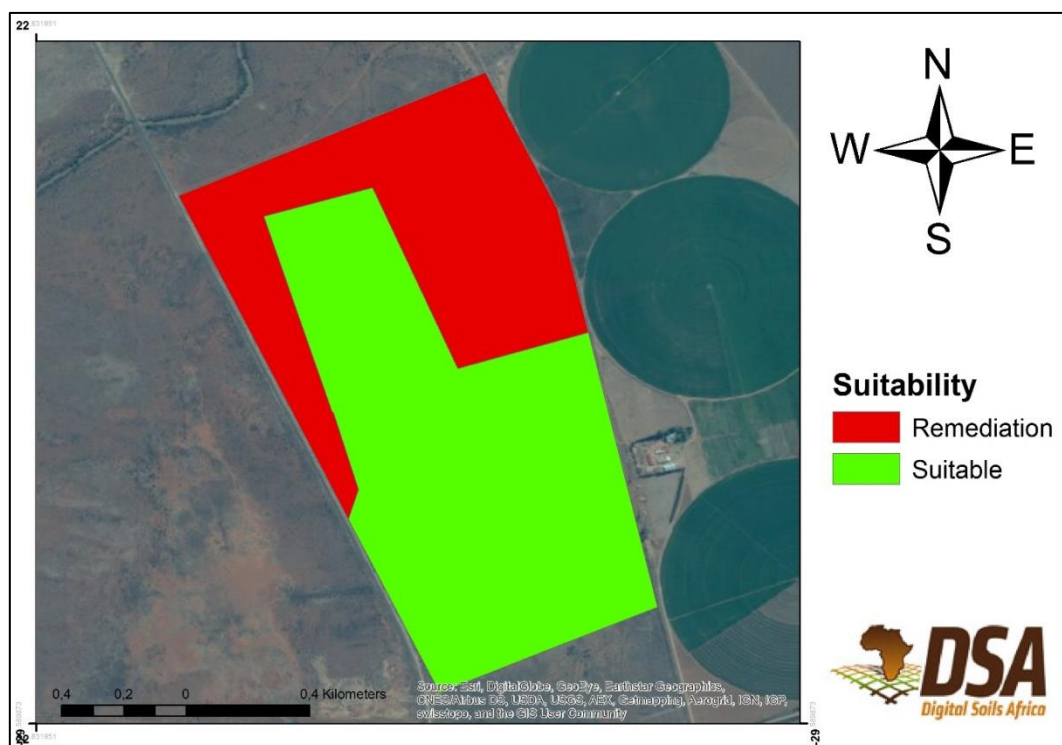 22
.631951
N
W
E
S
Suitability
Remediation
Suitable
0,4 0,2 0 0,4 Kilometers
Source: Esri, DigitalGlobe, GeoEye, Earthstar Geographics,
CNES/Airbus DS, USDA, USGS, AEX, Getmapping, Aerogrid, IGN, IGP,
swisstopo, and the GIS User Community
DSA
Digital Soils Africa
-29
.631951